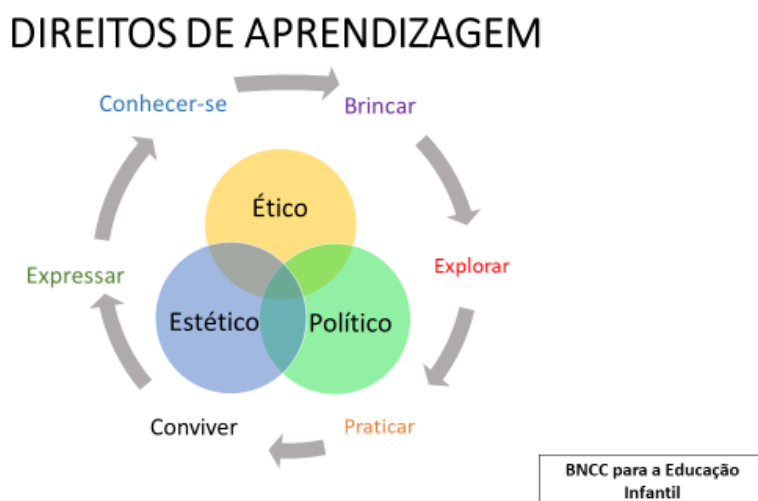 DIREITOS DE APRENDIZAGEM
Conhecer-se
Brincar
Ético
Expressar
Explorar
Estético
Político
Conviver
Praticar
BNCC para a Educação
Infantil